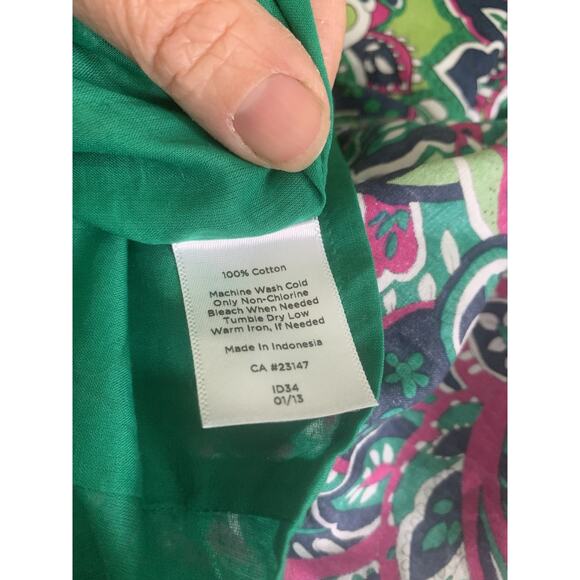 100% Cotton
Machine Wash Cold
Only Non-Chlorine
Bleach When Needed
Tumble Dry Low
Warm Iron, If Needed
Made In Indonesia
CA #23147
ID34
01/13